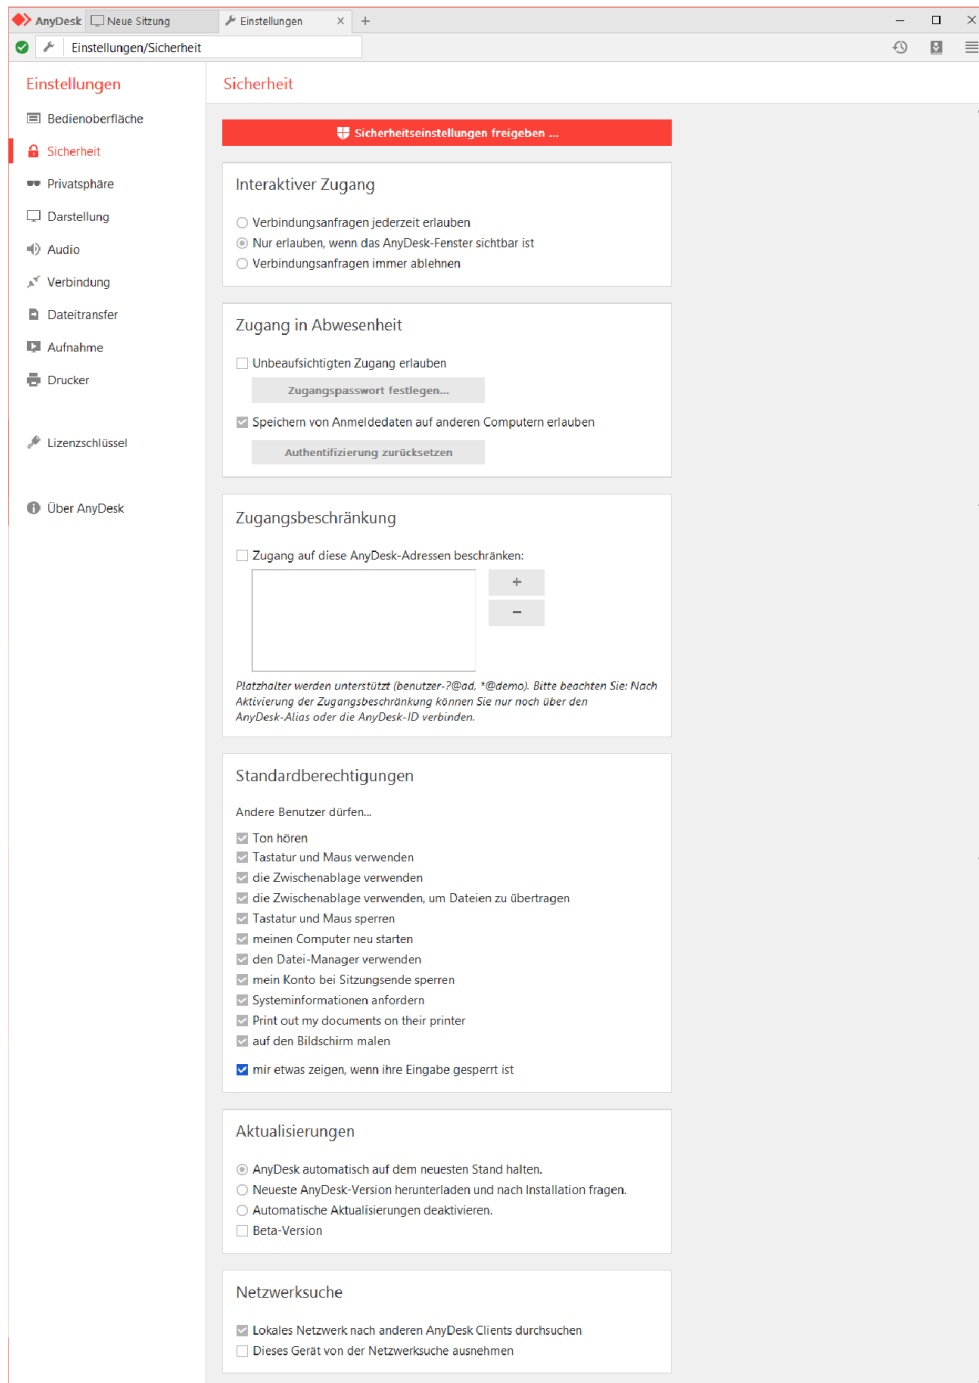 AnyDesk
Neue Sitzung
Einstellungen
Einstellungen/Sicherheit
Einstellungen
Bedienoberfläche
Sicherheit
Privatsphäre
Darstellung
Audio
Verbindung
Dateitransfer
Aufnahme
Drucker
Lizenzschlüssel
Über AnyDesk
Sicherheit
Sicherheitseinstellungen freigeben ...
Interaktiver Zugang
Verbindungsanfragen jederzeit erlauben
Nur erlauben, wenn das AnyDesk-Fenster sichtbar ist
Verbindungsanfragen immer ablehnen
Zugang in Abwesenheit
Unbeaufsichtigten Zugang erlauben
Zugangspasswort festlegen...
Speichern von Anmeldedaten auf anderen Computern erlauben
Authentifizierung zurücksetzen
Zugangsbeschränkung
Zugang auf diese AnyDesk-Adressen beschränken:
+
−
Platzhalter werden unterstützt (benutzer-?@ad, *@demo). Bitte beachten Sie: Nach
Aktivierung der Zugangsbeschränkung können Sie nur noch über den
AnyDesk-Alias oder die AnyDesk-ID verbinden.
Standardberechtigungen
Andere Benutzer dürfen...
Ton hören
Tastatur und Maus verwenden
die Zwischenablage verwenden
die Zwischenablage verwenden, um Dateien zu übertragen
Tastatur und Maus sperren
meinen Computer neu starten
den Datei-Manager verwenden
mein Konto bei Sitzungsende sperren
Systeminformationen anfordern
Print out my documents on their printer
auf den Bildschirm malen
mir etwas zeigen, wenn ihre Eingabe gesperrt ist
Aktualisierungen
AnyDesk automatisch auf dem neuesten Stand halten.
Neueste AnyDesk-Version herunterladen und nach Installation fragen.
Automatische Aktualisierungen deaktivieren.
Beta-Version
Netzwerksuche
Lokales Netzwerk nach anderen AnyDesk Clients durchsuchen
Dieses Gerät von der Netzwerksuche ausnehmen